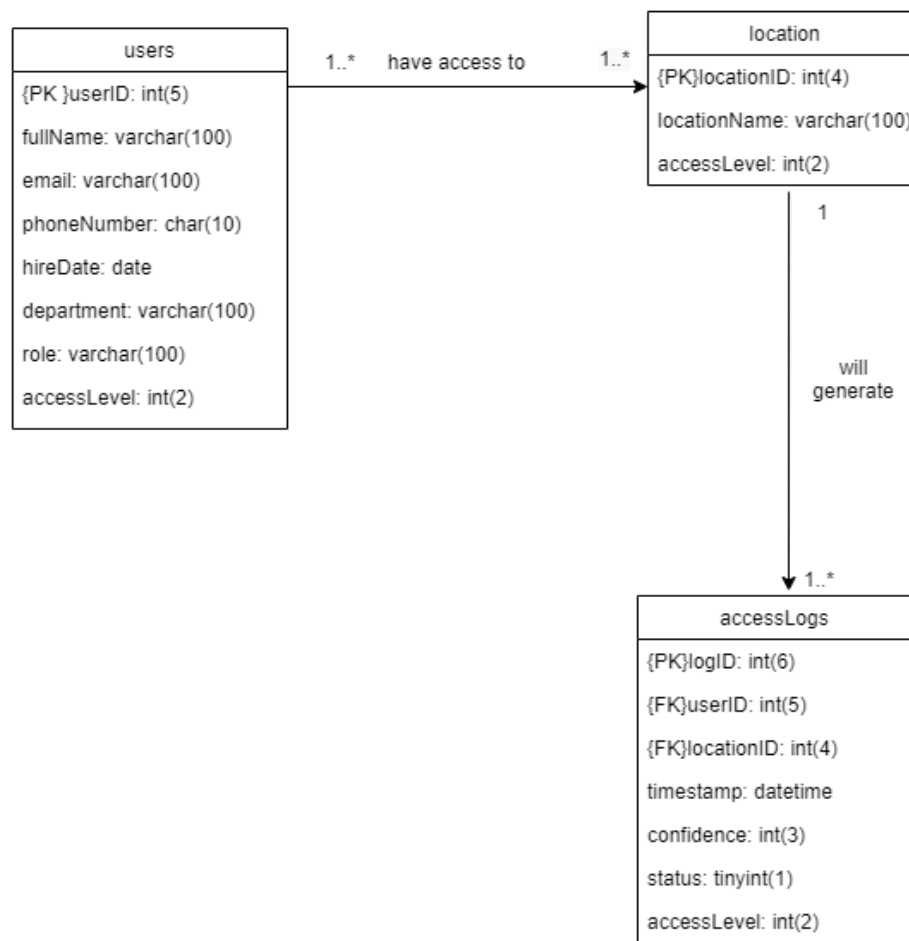 users
{PK }userID: int(5)
fullName: varchar(100)
email: varchar(100)
phoneNumber: char(10)
hireDate: date
department: varchar(100)
role: varchar(100)
accessLevel: int(2)
1..* have access to 1..*
location
{PK}locationID: int(4)
locationName: varchar(100)
accessLevel: int(2)
1
will
generate
1..*
accessLogs
{PK}logID: int(6)
{FK}userID: int(5)
{FK}locationID: int(4)
timestamp: datetime
confidence: int(3)
status: tinyint(1)
accessLevel: int(2)